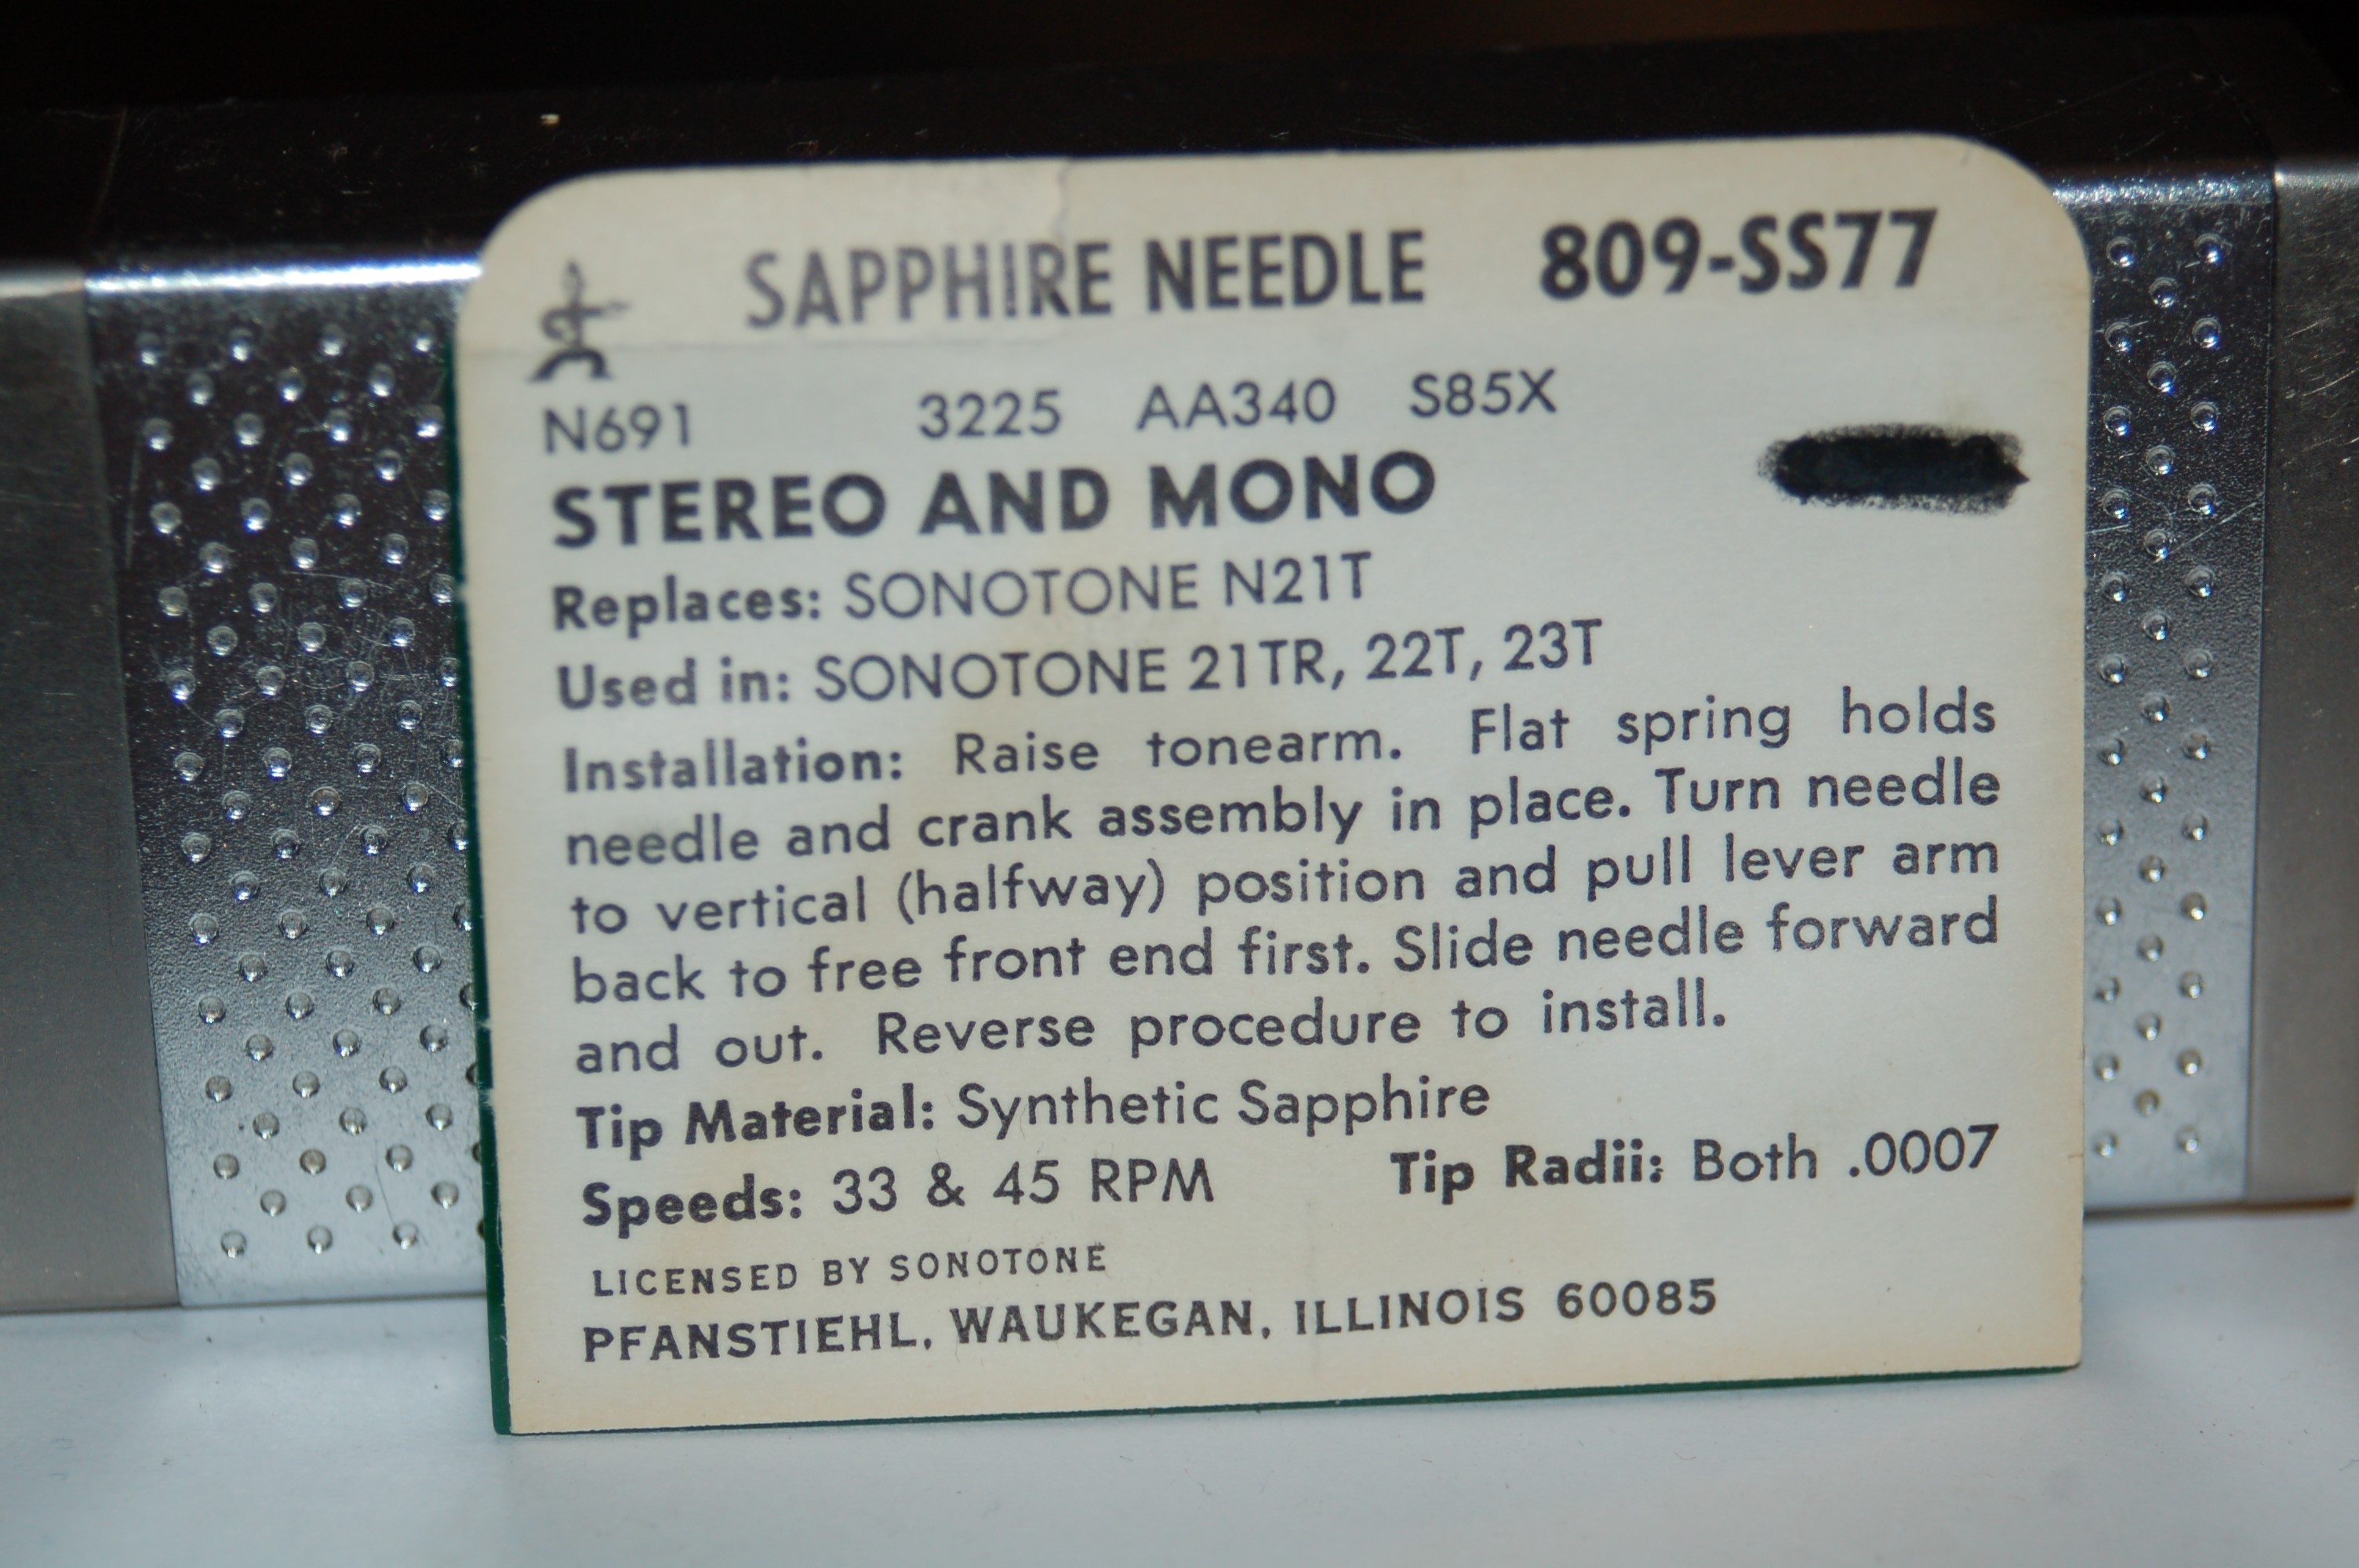 SAPPHIRE NEEDLE 809-SS77
N691 3225 AA340 S85X
STEREO AND MONO
Replaces: SONOTONE N21T
Used in: SONOTONE 21TR, 22T, 23T
Installation: Raise tonearm. Flat spring holds
needle and crank assembly in place. Turn needle
to vertical (halfway) position and pull lever arm
back to free front end first. Slide needle forward
and out. Reverse procedure to install.
Tip Material: Synthetic Sapphire
Speeds: 33 & 45 RPM Tip Radii: Both .0007
LICENSED BY SONOTONE
PFANSTIEHL, WAUKEGAN, ILLINOIS 60085